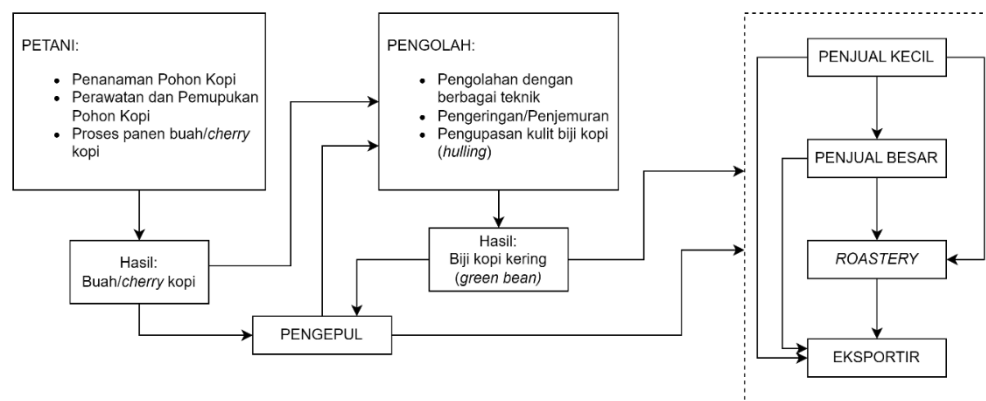 PETANI:
• Penanaman Pohon Kopi
• Perawatan dan Pemupukan
Pohon Kopi
• Proses panen buah/cherry
kopi
Hasil:
Buah/cherry kopi
PENGOLAH:
• Pengolahan dengan
berbagai teknik
• Pengeringan/Penjemuran
• Pengupasan kulit biji kopi
(hulling)
Hasil:
Biji kopi kering
(green bean)
PENGEPUL
PENJUAL KECIL
PENJUAL BESAR
ROASTERY
EKSPORTIR